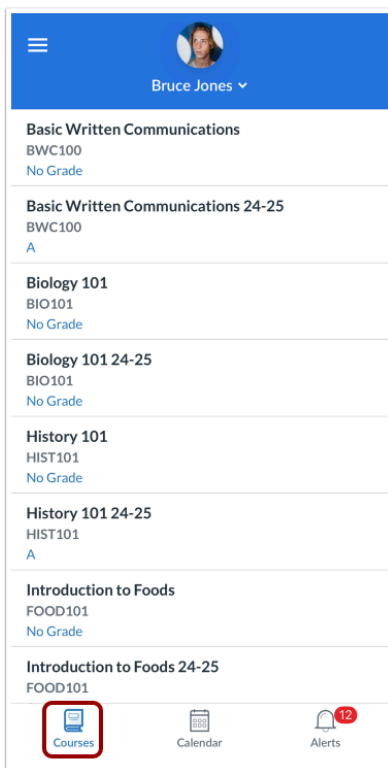 Bruce Jones
Basic Written Communications
BWC100
No Grade
Basic Written Communications 24-25
BWC100
A
Biology 101
BIO101
No Grade
Biology 101 24-25
BIO101
No Grade
History 101
HIST101
No Grade
History 101 24-25
HIST101
A
Introduction to Foods
FOOD101
No Grade
Introduction to Foods 24-25
FOOD101
12
Courses Calendar Alerts